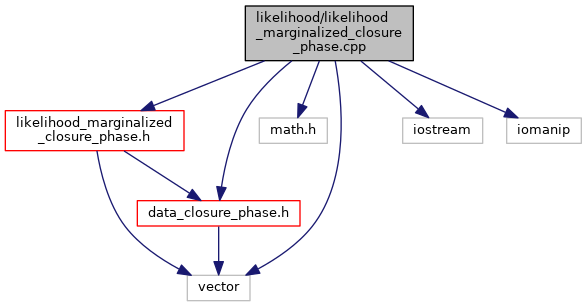 likelihood/likelihood
_marginalized_closure
_phase.cpp
likelihood_marginalized
_closure_phase.h
math.h
iostream
iomanip
data_closure_phase.h
vector